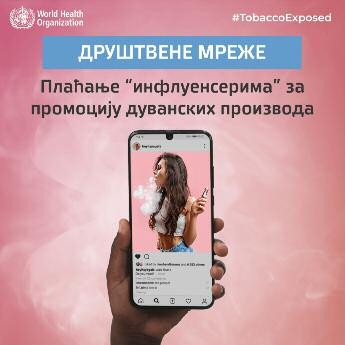 World Health
Organization
#TobaccoExposed
ДРУШТВЕНЕ МРЕЖЕ
Плаћање “инфлуенсерима” за
промоцију дуванских производа